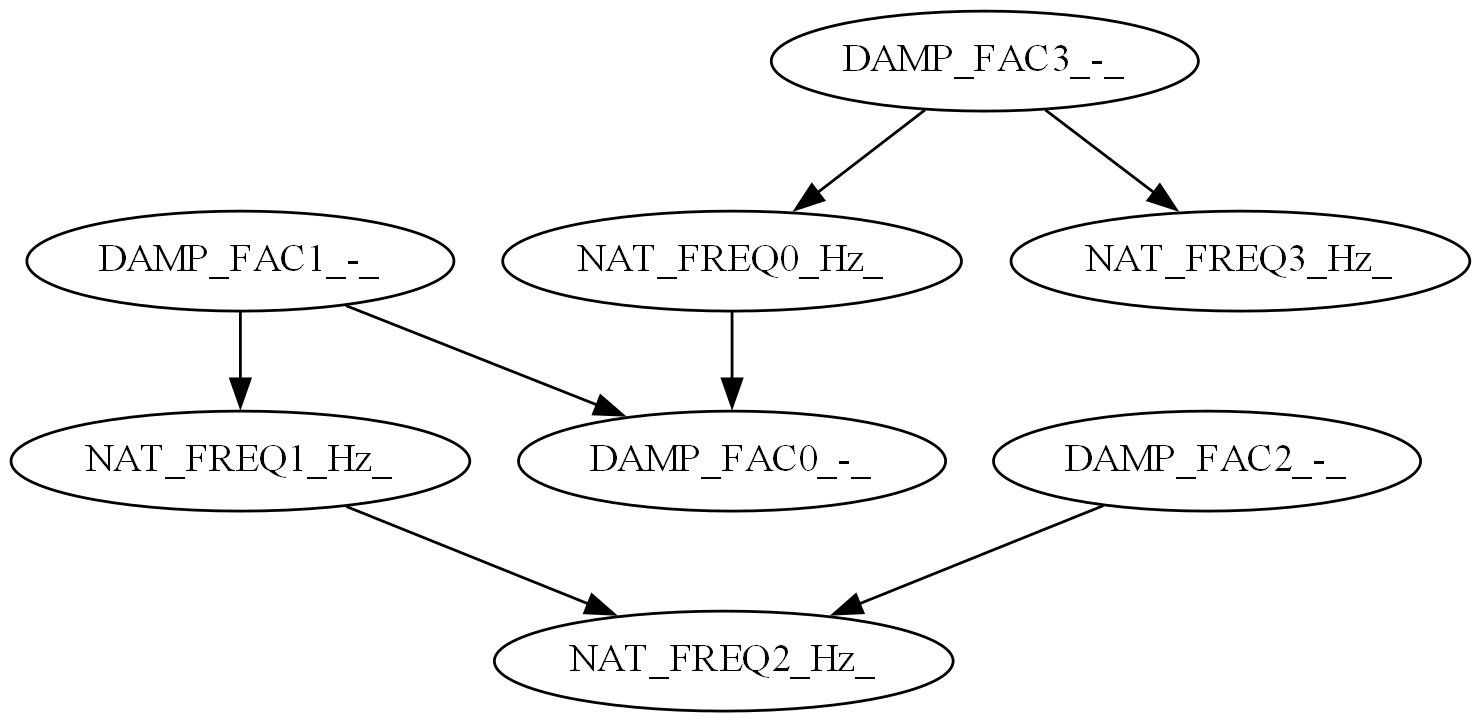 DAMP_FAC3_-_
DAMP_FAC1_-_
NAT_FREQ0_Hz_
NAT_FREQ3_Hz_
NAT_FREQ1_Hz_
DAMP_FAC0_-_
DAMP_FAC2_-_
NAT_FREQ2_Hz_